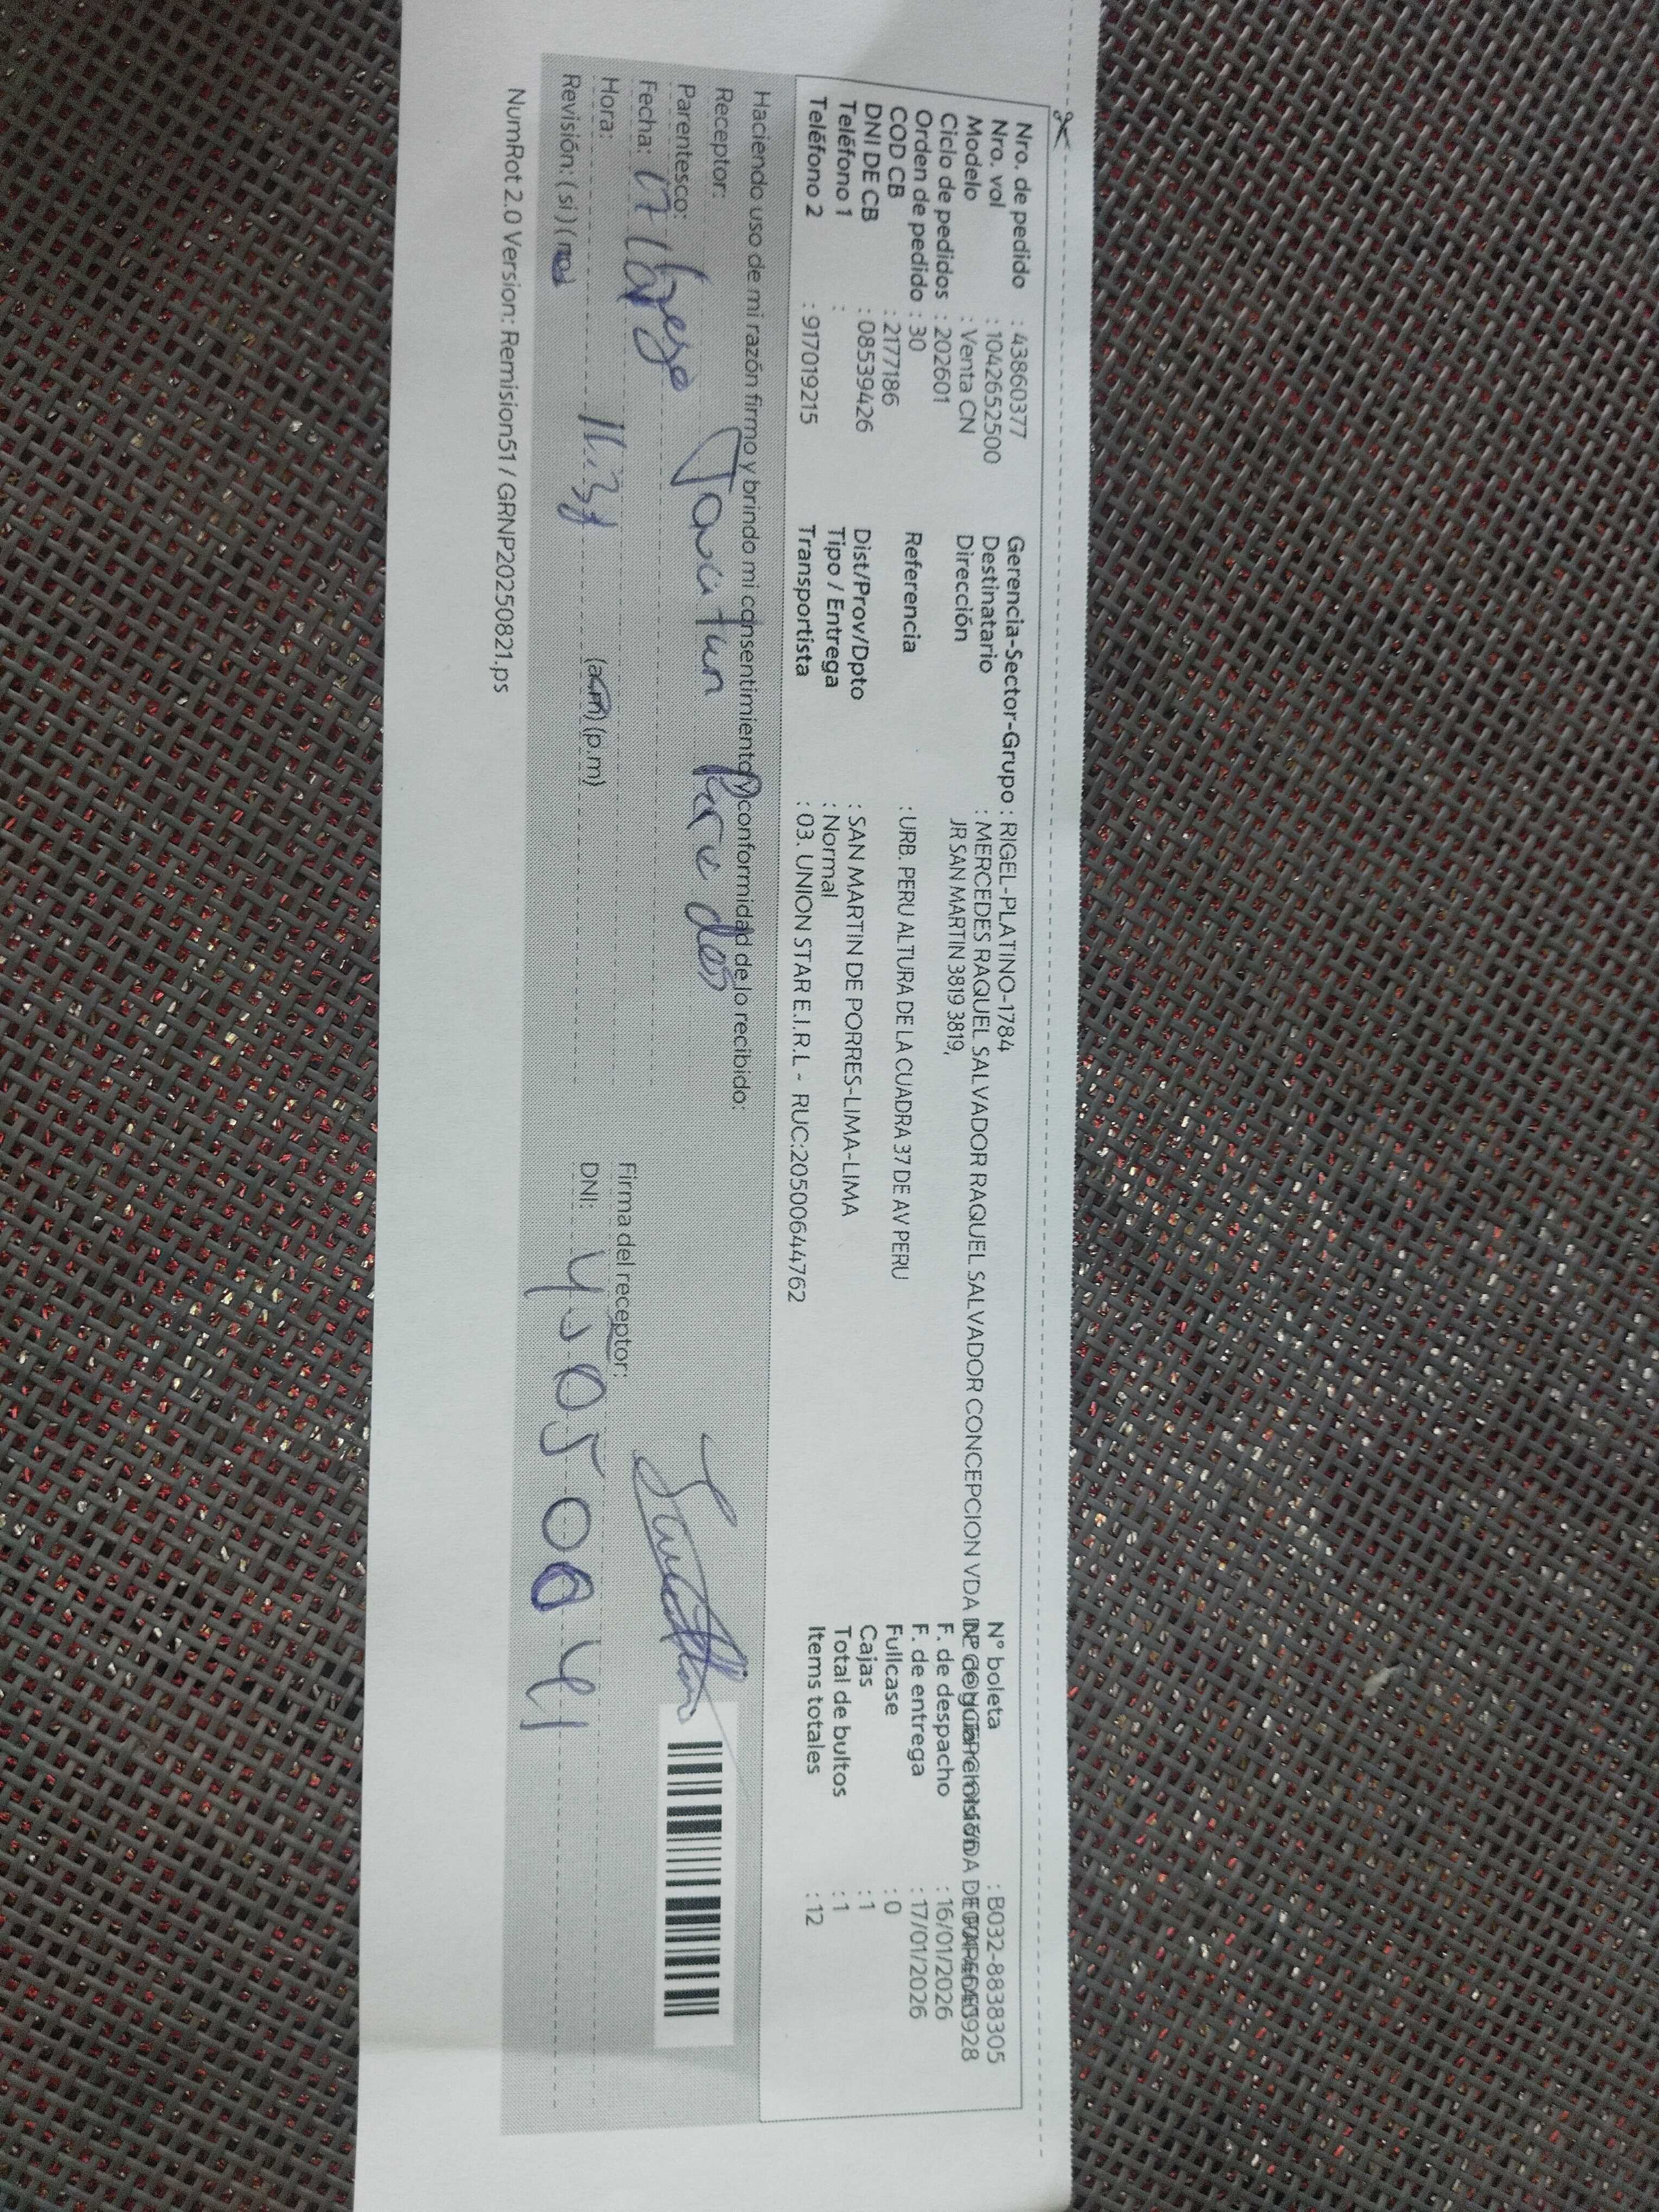 Nro. de pedido : 43860377
Nro. vol : 10426522500
Modelo : Venta CN
Ciclo de pedidos : 202601
Orden de pedido : 30
COD CB : 2177186
DNI DE CB : 08539426
Teléfono 1 :
Teléfono 2 : 917019215
Gerencia-Sector-Grupo : RIGEL-PLATINO-1784
Destinatario : MERCEDES RAQUEL SALVADOR RAQUEL SALVADOR CONCEPCION VDA
Dirección JR SAN MARTIN 3819 3819,
Referencia : URB. PERU ALTURA DE LA CUADRA 37 DE AV PERU
Dist/Prov/Dpto : SAN MARTIN DE PORRES-LIMA-LIMA
Tipo / Entrega : Normal
Transportista : 03. UNION STAR E.I.R.L - RUC:20500644762
N° boleta : B032-8838305
F. de despacho : 16/01/2026
F. de entrega : 17/01/2026
Fullcase : 0
Cajas : 1
Total de bultos : 1
Items totales : 12
Haciendo uso de mi razón firmo y brindo mi consentimiento y conformidad de lo recibido:
Receptor: Paredes
Parentesco:
Fecha: 17
Hora: (a.m) (p.m)
Revisión: (si) (no)
Firma del receptor:
DNI:
NumRot 2.0 Version: Remision51 / GRNP20250821.ps